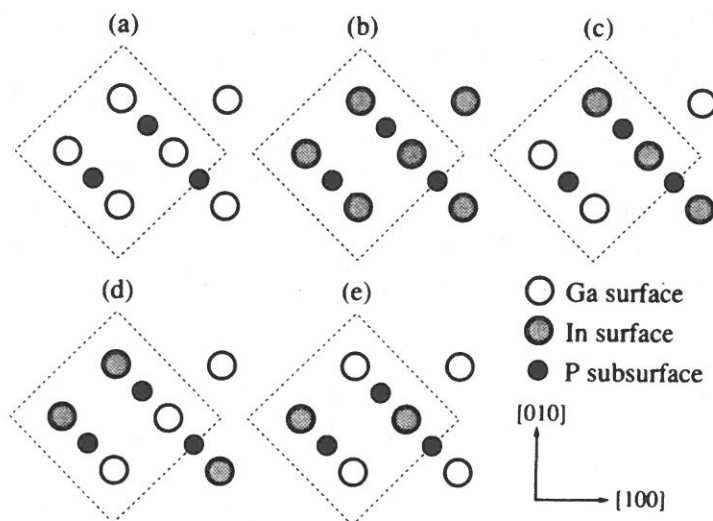 (a) (b) (c)
(d) (e)
Ga surface
In surface
P subsurface
[010]
[100]